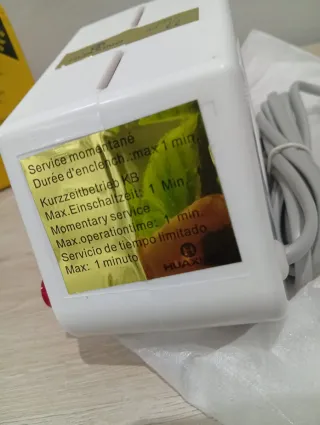 Service momentané
Durée d'enclench.:max 1 min.
Kurzzeitbetrieb KB
Max.Einschaltzeit: 1 Min.
Momentary service
Max.operationtime: 1 min.
Servicio de tiempo limitado
Max: 1 minuto
HUAXI